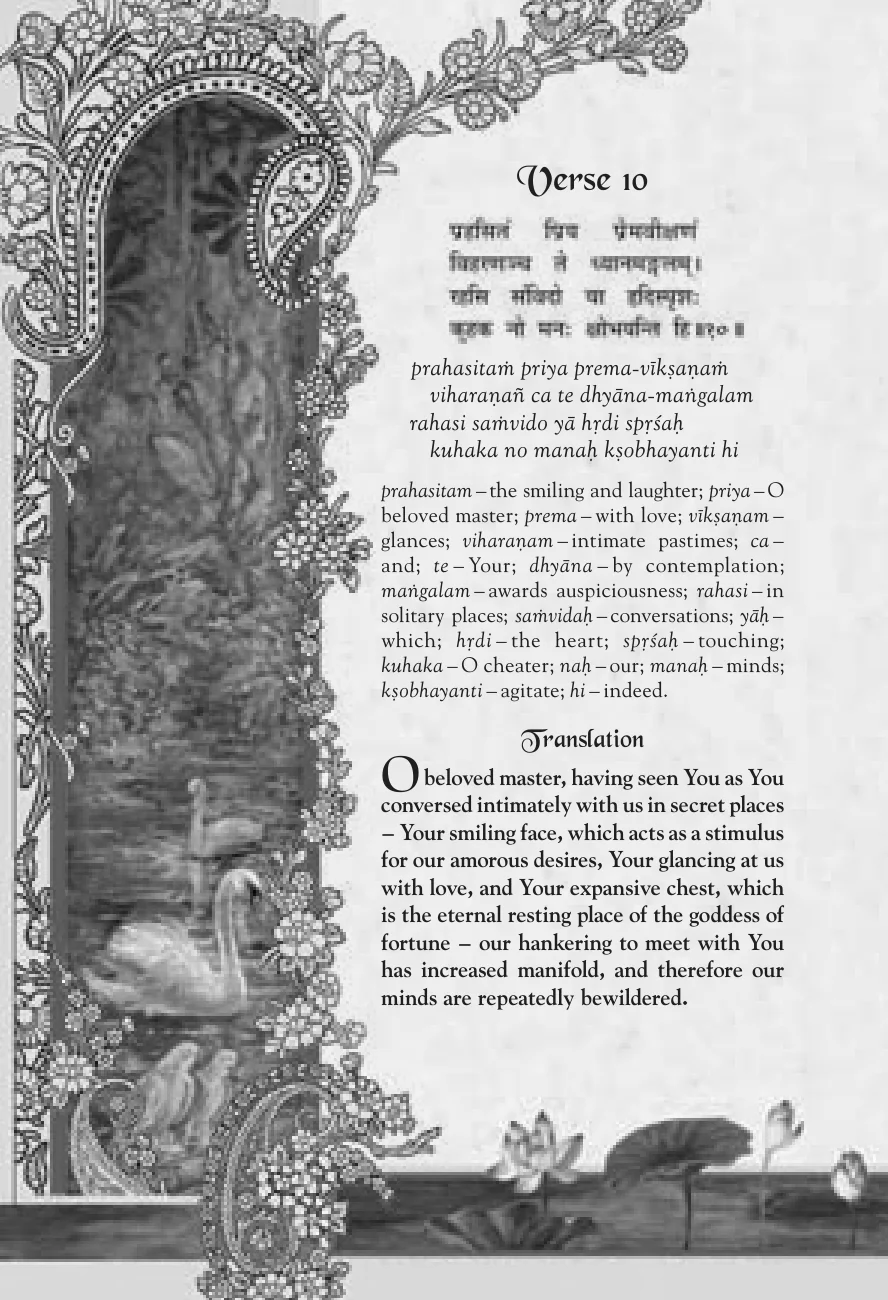 Verse 10
प्रहसितं प्रिय प्रेमवीक्षणं
विहरणञ्च ते ध्यानमङ्गलम्।
रहसि संविदो या हृदिस्पृशः
कुहक नो मनः क्षोभयन्ति हि॥१०॥
prahasitaṁ priya prema-vīkṣaṇaṁ
viharaṇañ ca te dhyāna-maṅgalam
rahasi saṁvido yā hṛdi spṛśaḥ
kuhaka no manaḥ kṣobhayanti hi
prahasitam – the smiling and laughter; priya – O
beloved master; prema – with love; vīkṣaṇam –
glances; viharaṇam – intimate pastimes; ca –
and; te – Your; dhyāna – by contemplation;
maṅgalam – awards auspiciousness; rahasi – in
solitary places; saṁvidaḥ – conversations; yāḥ –
which; hṛdi – the heart; spṛśaḥ – touching;
kuhaka – O cheater; naḥ – our; manaḥ – minds;
kṣobhayanti – agitate; hi – indeed.
Translation
O beloved master, having seen You as You
conversed intimately with us in secret places
– Your smiling face, which acts as a stimulus
for our amorous desires, Your glancing at us
with love, and Your expansive chest, which
is the eternal resting place of the goddess of
fortune – our hankering to meet with You
has increased manifold, and therefore our
minds are repeatedly bewildered.